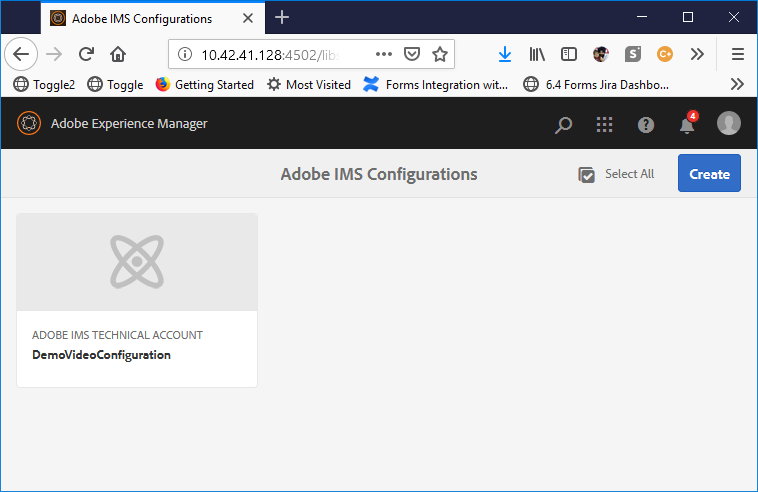 Adobe IMS Configurations
10.42.41.128:4502/lib
Toggle2 Toggle Getting Started Most Visited Forms Integration wit... 6.4 Forms Jira Dashbo...
Adobe Experience Manager
4
Adobe IMS Configurations Select All Create
ADOBE IMS TECHNICAL ACCOUNT
DemoVideoConfiguration